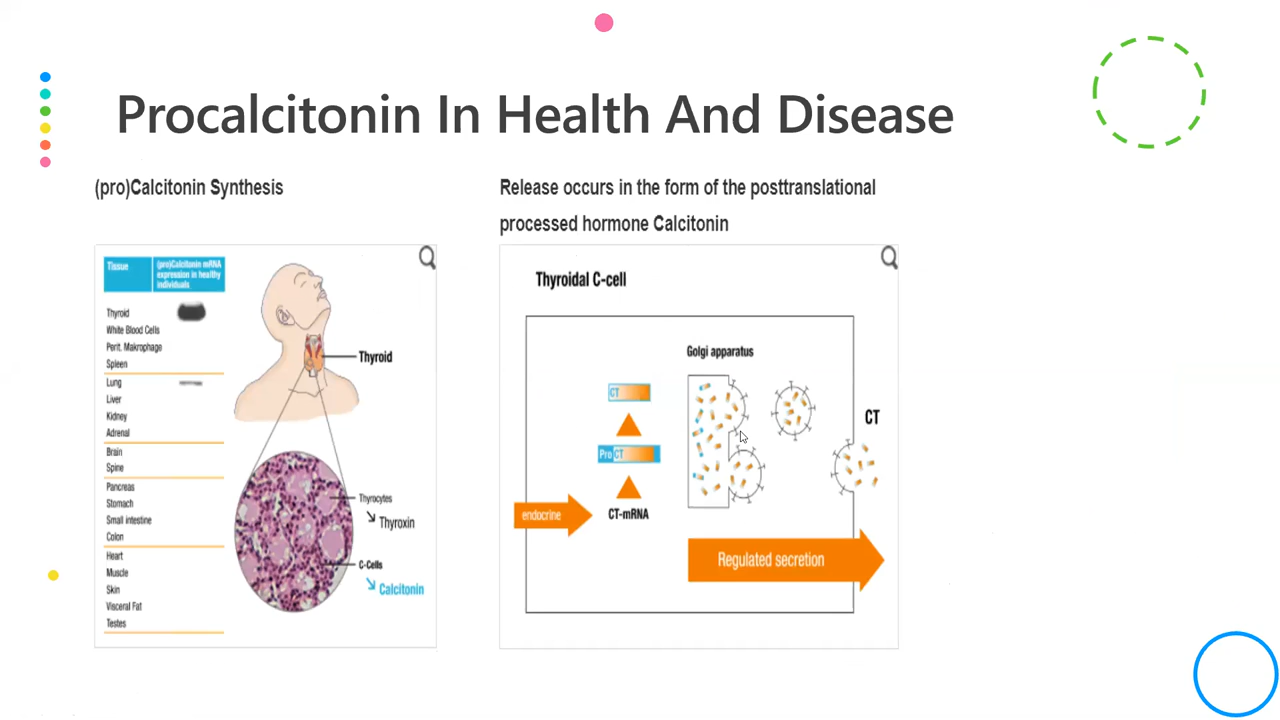 Procalcitonin In Health And Disease
(pro)Calcitonin Synthesis
Tissue
(pro)Calcitonin mRNA
expression in healthy
individuals
Thyroid
White Blood Cells
Perit. Makrophage
Spleen
Lung
Liver
Kidney
Adrenal
Brain
Spine
Pancreas
Stomach
Small intestine
Colon
Heart
Muscle
Skin
Visceral Fat
Testes
Thyroid
Thyrocytes
Thyroxin
C-Cells
Calcitonin
Release occurs in the form of the posttranslational
processed hormone Calcitonin
Thyroidal C-cell
Golgi apparatus
CT
Pro CT
CT-mRNA
endocrine
CT
Regulated secretion